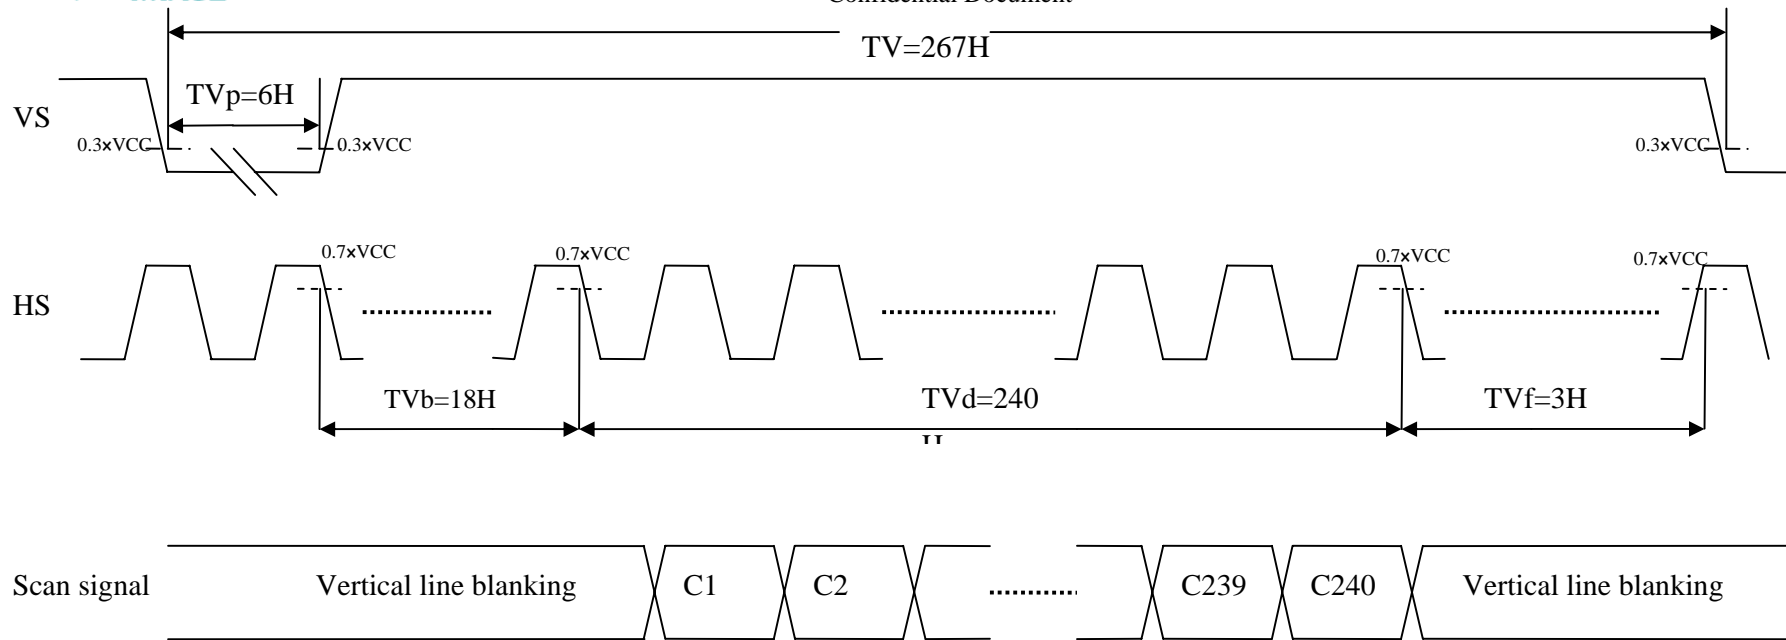 Confidential Document
TV=267H
TVp=6H
VS
0.3×VCC
0.3×VCC
0.3×VCC
0.7×VCC
0.7×VCC
0.7×VCC
0.7×VCC
HS
TVb=18H
TVd=240
H
TVf=3H
Scan signal
Vertical line blanking
C1
C2
C239
C240
Vertical line blanking